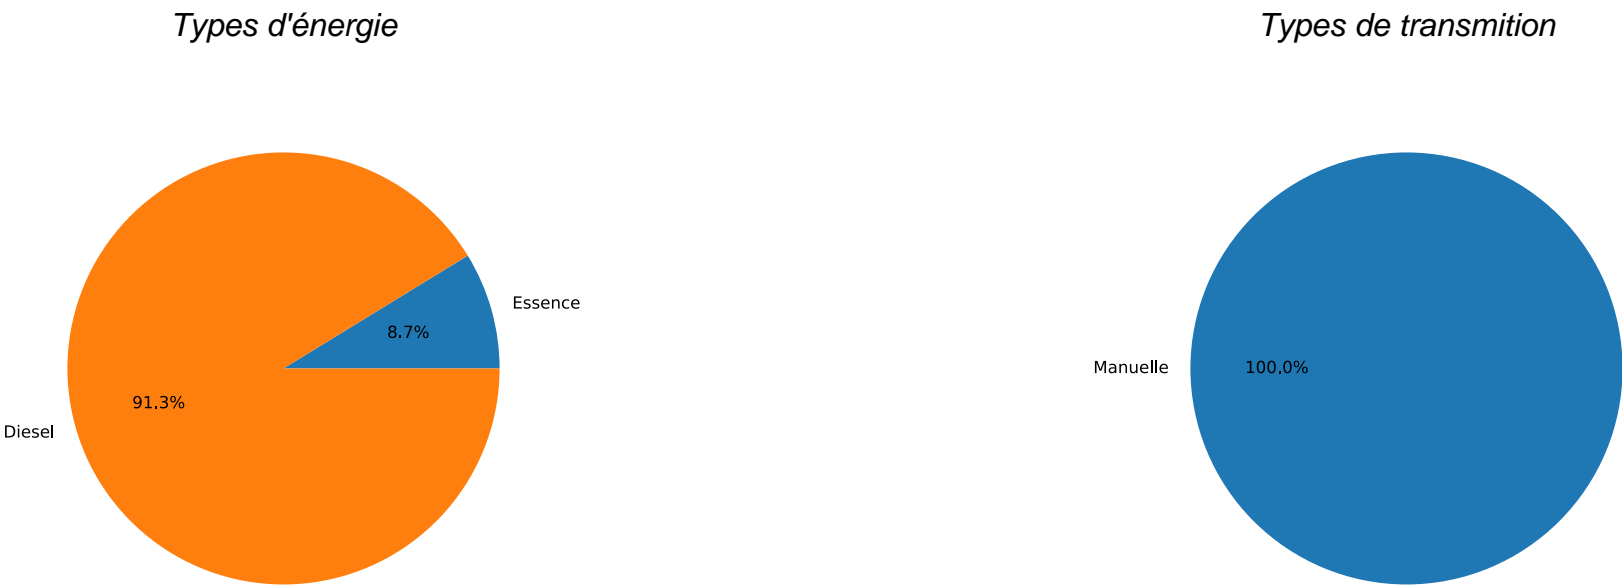 Types d'énergie
Types de transmition
Essence
8.7%
91.3%
Diesel
Manuelle
100.0%